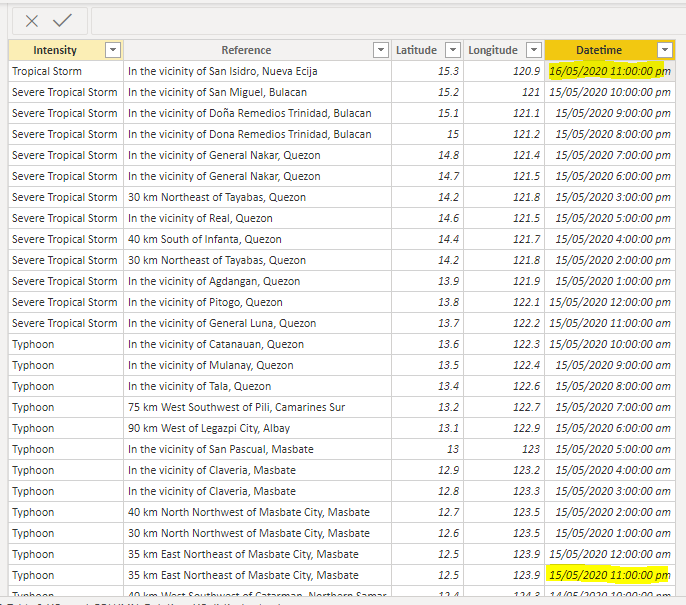 Intensity Reference Latitude Longitude Datetime
Tropical Storm In the vicinity of San Isidro, Nueva Ecija 15.3 120.9 16/05/2020 11:00:00 pm
Severe Tropical Storm In the vicinity of San Miguel, Bulacan 15.2 121 15/05/2020 10:00:00 pm
Severe Tropical Storm In the vicinity of Doña Remedios Trinidad, Bulacan 15.1 121.1 15/05/2020 9:00:00 pm
Severe Tropical Storm In the vicinity of Dona Remedios Trinidad, Bulacan 15 121.2 15/05/2020 8:00:00 pm
Severe Tropical Storm In the vicinity of General Nakar, Quezon 14.8 121.4 15/05/2020 7:00:00 pm
Severe Tropical Storm In the vicinity of General Nakar, Quezon 14.7 121.5 15/05/2020 6:00:00 pm
Severe Tropical Storm 30 km Northeast of Tayabas, Quezon 14.2 121.8 15/05/2020 3:00:00 pm
Severe Tropical Storm In the vicinity of Real, Quezon 14.6 121.5 15/05/2020 5:00:00 pm
Severe Tropical Storm 40 km South of Infanta, Quezon 14.4 121.7 15/05/2020 4:00:00 pm
Severe Tropical Storm 30 km Northeast of Tayabas, Quezon 14.2 121.8 15/05/2020 2:00:00 pm
Severe Tropical Storm In the vicinity of Agdangan, Quezon 13.9 121.9 15/05/2020 1:00:00 pm
Severe Tropical Storm In the vicinity of Pitogo, Quezon 13.8 122.1 15/05/2020 12:00:00 pm
Severe Tropical Storm In the vicinity of General Luna, Quezon 13.7 122.2 15/05/2020 11:00:00 am
Typhoon In the vicinity of Catanauan, Quezon 13.6 122.3 15/05/2020 10:00:00 am
Typhoon In the vicinity of Mulanay, Quezon 13.5 122.4 15/05/2020 9:00:00 am
Typhoon In the vicinity of Tala, Quezon 13.4 122.6 15/05/2020 8:00:00 am
Typhoon 75 km West Southwest of Pili, Camarines Sur 13.2 122.7 15/05/2020 7:00:00 am
Typhoon 90 km West of Legazpi City, Albay 13.1 122.9 15/05/2020 6:00:00 am
Typhoon In the vicinity of San Pascual, Masbate 13 123 15/05/2020 5:00:00 am
Typhoon In the vicinity of Claveria, Masbate 12.9 123.2 15/05/2020 4:00:00 am
Typhoon In the vicinity of Claveria, Masbate 12.8 123.3 15/05/2020 3:00:00 am
Typhoon 40 km North Northwest of Masbate City, Masbate 12.7 123.5 15/05/2020 2:00:00 am
Typhoon 30 km North Northwest of Masbate City, Masbate 12.6 123.5 15/05/2020 1:00:00 am
Typhoon 35 km East Northeast of Masbate City, Masbate 12.5 123.9 15/05/2020 12:00:00 am
Typhoon 35 km East Northeast of Masbate City, Masbate 12.5 123.9 15/05/2020 11:00:00 pm
Typhoon 40 km West Southwest of Catarman, Northern Samar 12.4 124.3